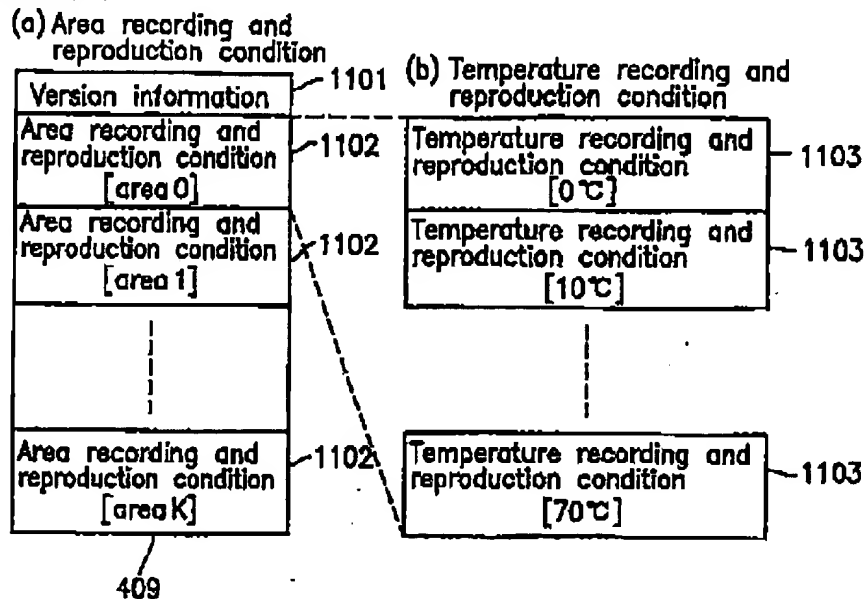 (a) Area recording and
reproduction condition
Version information
1101
Area recording and
reproduction condition
[area 0]
1102
Area recording and
reproduction condition
[area 1]
1102
Area recording and
reproduction condition
[area K]
1102
409
(b) Temperature recording and
reproduction condition
Temperature recording and
reproduction condition
[0℃]
1103
Temperature recording and
reproduction condition
[10℃]
1103
Temperature recording and
reproduction condition
[70℃]
1103